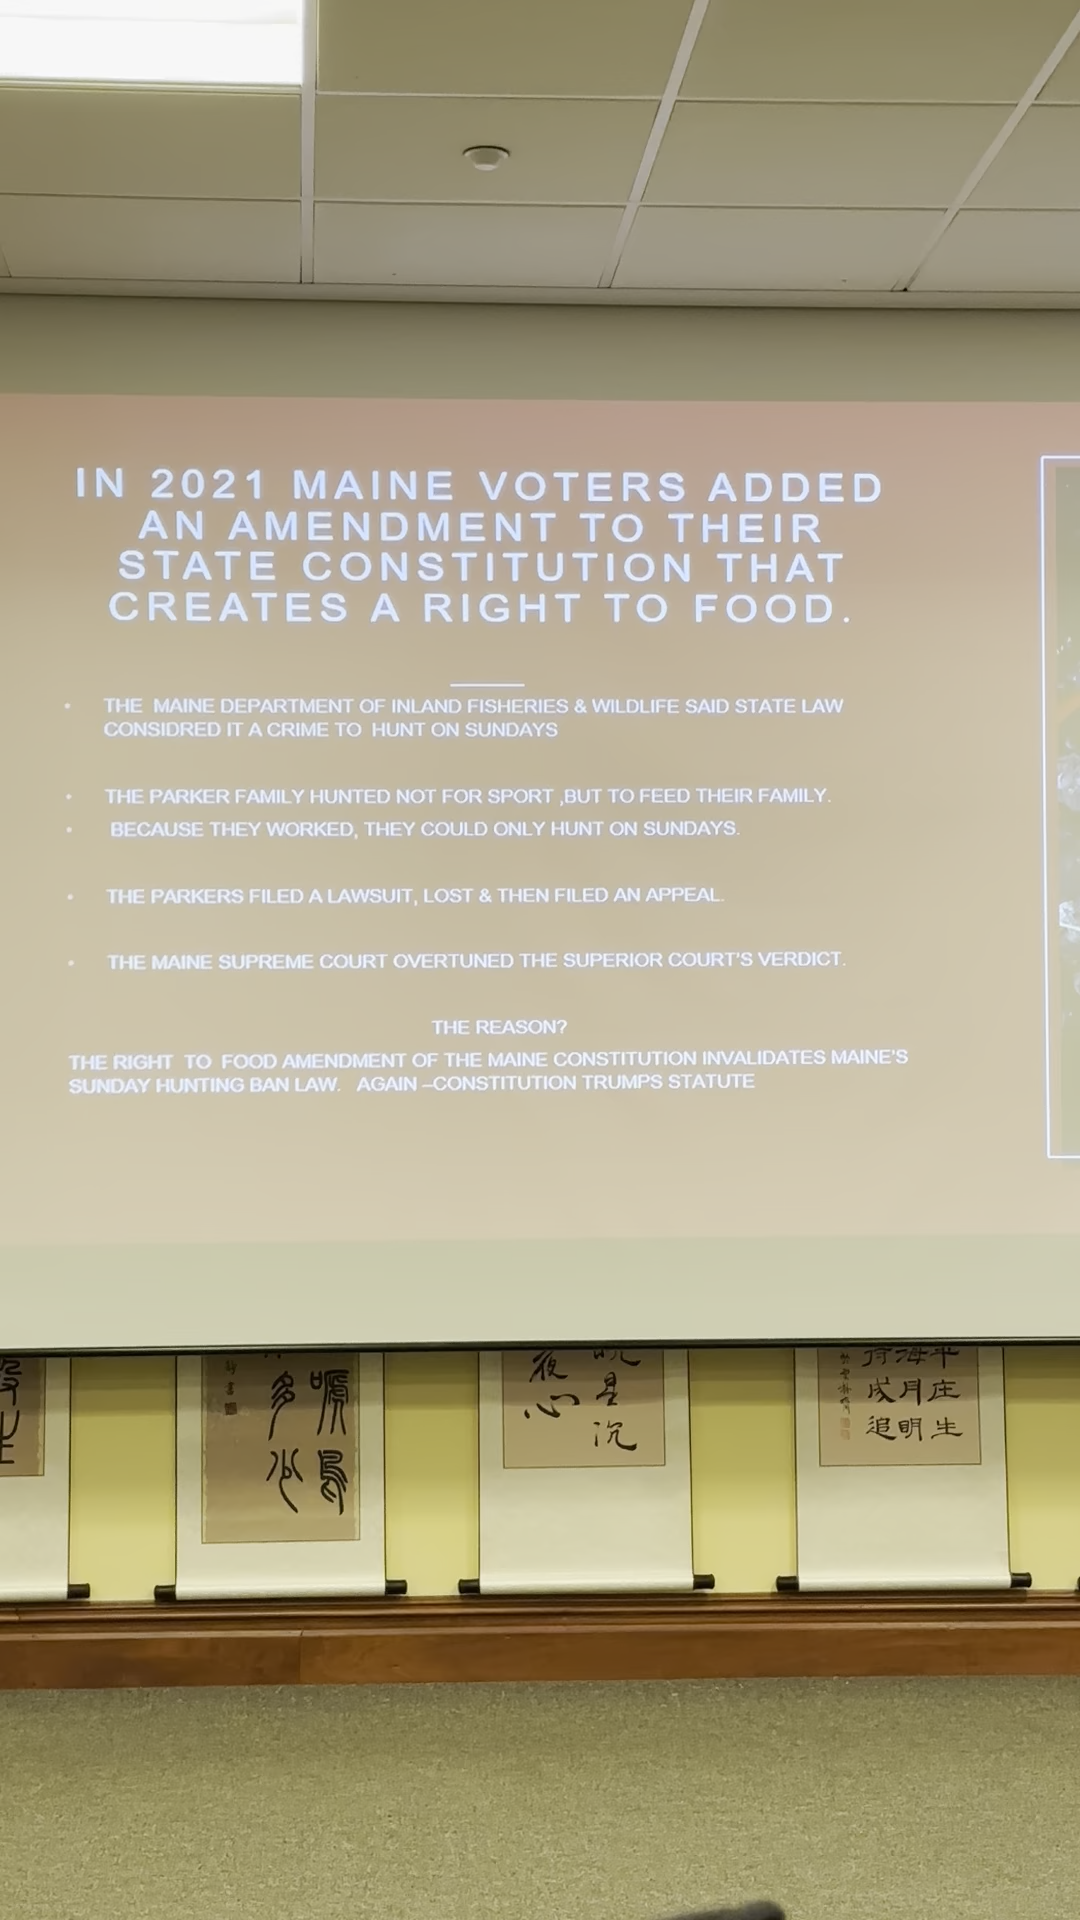 IN 2021 MAINE VOTERS ADDED
AN AMENDMENT TO THEIR
STATE CONSTITUTION THAT
CREATES A RIGHT TO FOOD.
• THE MAINE DEPARTMENT OF INLAND FISHERIES & WILDLIFE SAID STATE LAW
CONSIDRED IT A CRIME TO HUNT ON SUNDAYS
• THE PARKER FAMILY HUNTED NOT FOR SPORT ,BUT TO FEED THEIR FAMILY.
• BECAUSE THEY WORKED, THEY COULD ONLY HUNT ON SUNDAYS.
• THE PARKERS FILED A LAWSUIT, LOST & THEN FILED AN APPEAL.
• THE MAINE SUPREME COURT OVERTUNED THE SUPERIOR COURT'S VERDICT.
THE REASON?
THE RIGHT TO FOOD AMENDMENT OF THE MAINE CONSTITUTION INVALIDATES MAINE'S
SUNDAY HUNTING BAN LAW. AGAIN –CONSTITUTION TRUMPS STATUTE
多少
夜心
星沉
庄生
海月明
成追